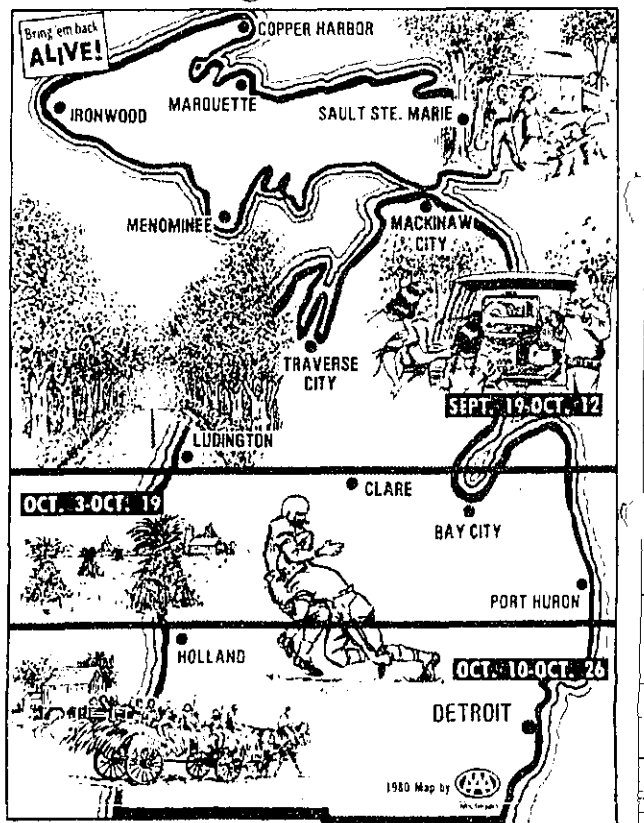 Bring 'em back
ALIVE!
COPPER HARBOR
IRONWOOD
MARQUETTE
SAULT STE. MARIE
MENOMINEE
MACKINAW
CITY
TRAVERSE
CITY
SEPT. 19-OCT. 12
LUDINGTON
OCT. 3-OCT. 19
CLARE
BAY CITY
PORT HURON
HOLLAND
OCT. 10-OCT. 26
DETROIT
1980 Map by
AAA
Michigan